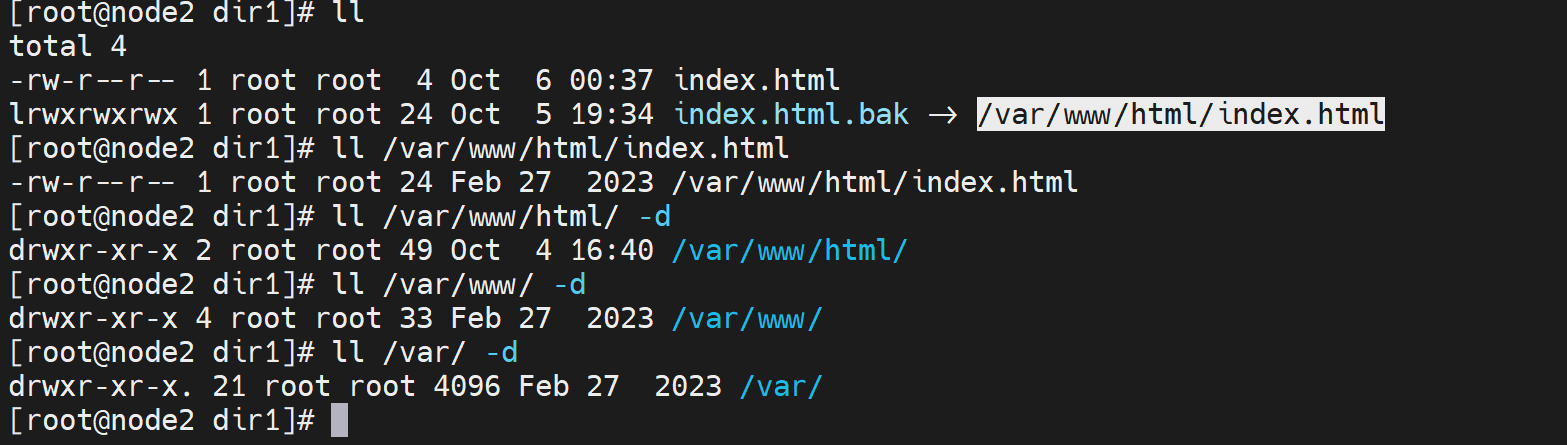 [root@node2 dir1]# ll
total 4
-rw-r--r-- 1 root root  4 Oct  6 00:37 index.html
lrwxrwxrwx 1 root root 24 Oct  5 19:34 index.html.bak -> /var/www/html/index.html
[root@node2 dir1]# ll /var/www/html/index.html
-rw-r--r-- 1 root root 24 Feb 27  2023 /var/www/html/index.html
[root@node2 dir1]# ll /var/www/html/ -d
drwxr-xr-x 2 root root 49 Oct  4 16:40 /var/www/html/
[root@node2 dir1]# ll /var/www/ -d
drwxr-xr-x 4 root root 33 Feb 27  2023 /var/www/
[root@node2 dir1]# ll /var/ -d
drwxr-xr-x. 21 root root 4096 Feb 27  2023 /var/
[root@node2 dir1]#